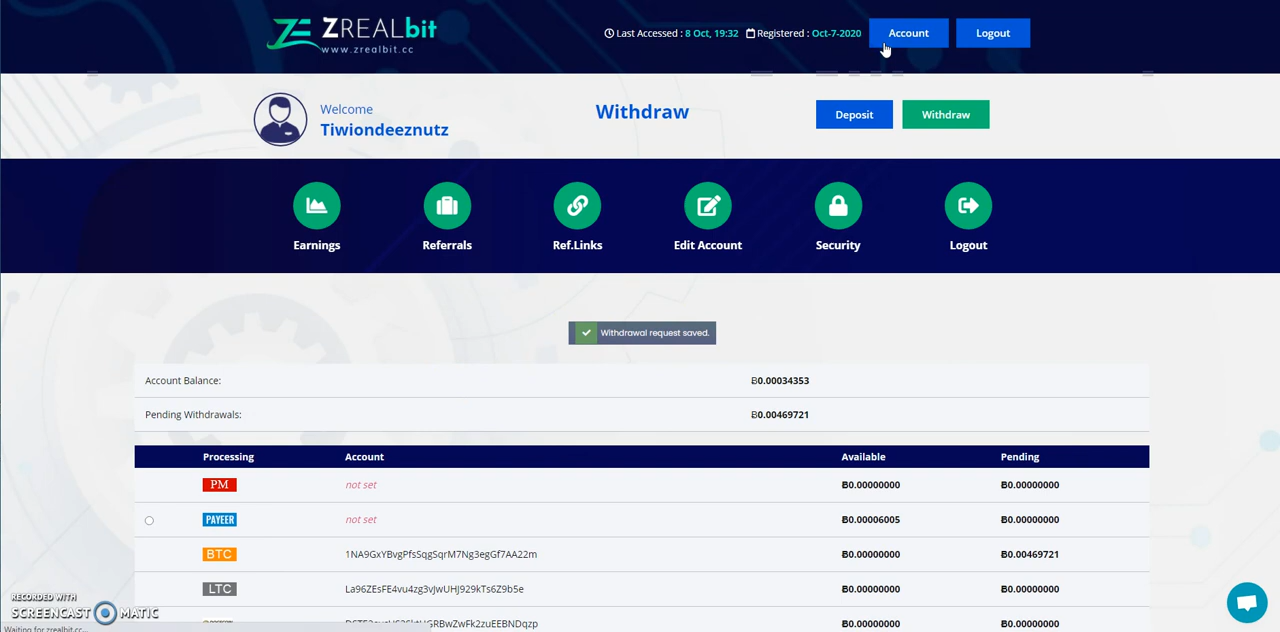 ZREALbit
www.zrealbit.cc
Last Accessed : 8 Oct, 19:32 Registered : Oct-7-2020 Account Logout
Welcome
Tiwiondeeznutz
Withdraw
Deposit Withdraw
Earnings Referrals Ref.Links Edit Account Security Logout
Withdrawal request saved.
Account Balance: Ƀ0.00034353
Pending Withdrawals: Ƀ0.00469721
Processing Account Available Pending
PM not set Ƀ0.00000000 Ƀ0.00000000
PAYEER not set Ƀ0.00006005 Ƀ0.00000000
BTC 1NA9GxYBvgPfsSqgSqrM7Ng3egGf7AA22m Ƀ0.00000000 Ƀ0.00469721
LTC La96ZEsFE4vu4zg3vJwUHJ929kTs6Z9b5e Ƀ0.00000000 Ƀ0.00000000
Ƀ0.00000000 Ƀ0.00000000
RECORDED WITH
SCREENCAST MATIC
Waiting for zrealbit.cc...